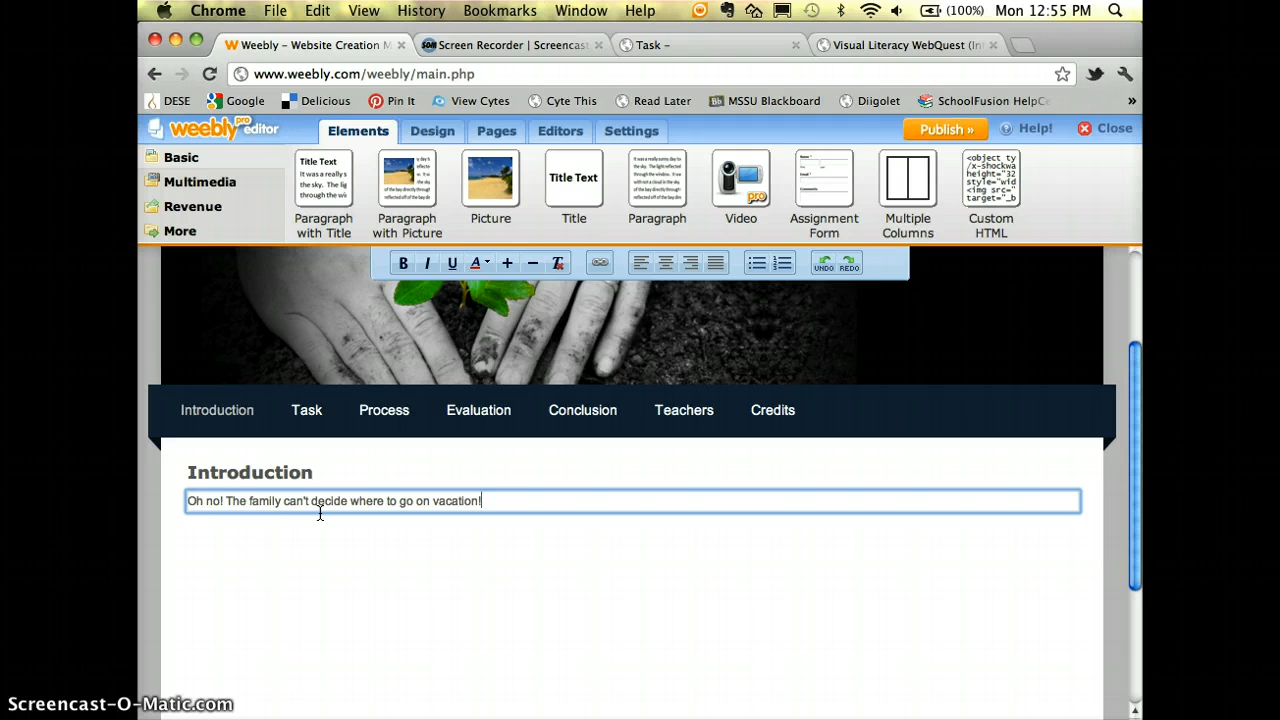 Chrome File Edit View History Bookmarks Window Help (100%) Mon 12:55 PM
Weebly - Website Creation M
Screen Recorder | Screencast
Task -
Visual Literacy WebQuest (In
www.weebly.com/weebly/main.php
DESE Google Delicious Pin It View Cytes Cyte This Read Later Bb MSSU Blackboard Diigolet SchoolFusion HelpCe »
weebly pro editor Elements Design Pages Editors Settings Publish » Help! Close
Basic
Multimedia
Revenue
More
Paragraph with Title
Paragraph with Picture
Picture
Title Text
Title
Paragraph
pro
Video
Assignment Form
Multiple Columns
Custom HTML
B I U A + − T UNDO REDO
Introduction Task Process Evaluation Conclusion Teachers Credits
Introduction
Oh no! The family can't decide where to go on vacation!
Screencast-O-Matic.com